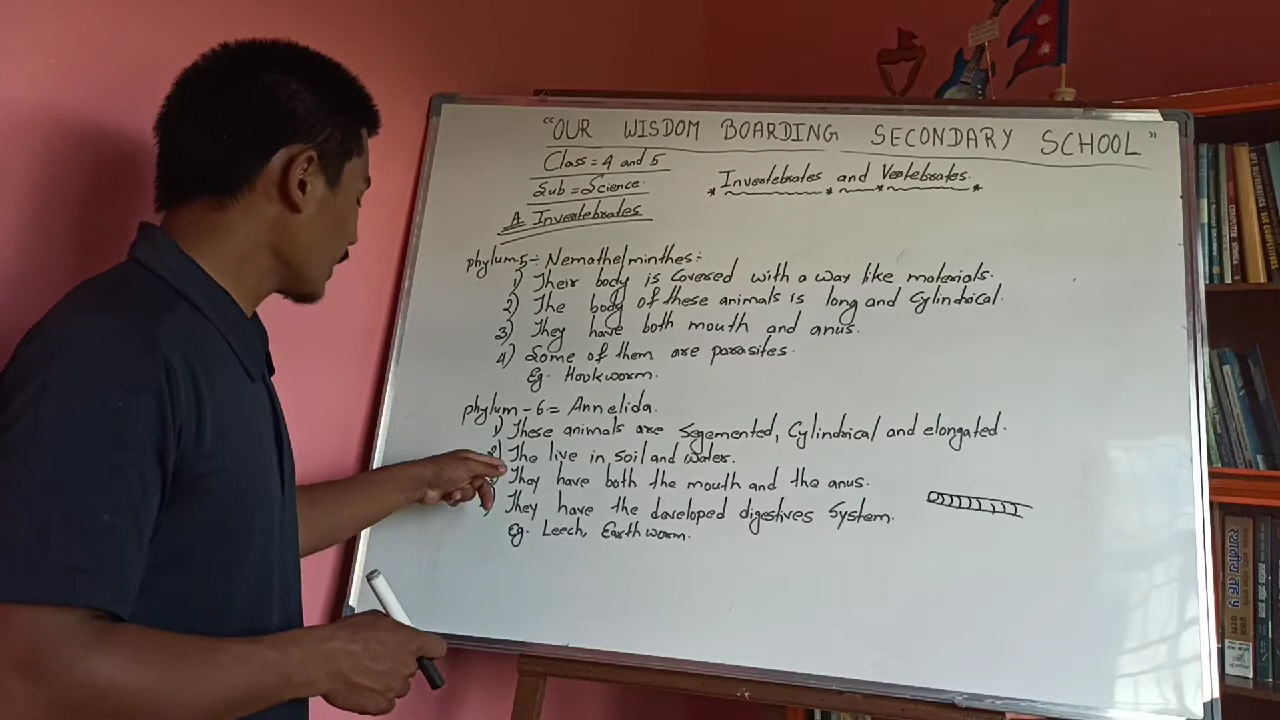 "OUR WISDOM BOARDING SECONDARY SCHOOL"
Class = 4 and 5
Sub = Science.
Invertebrates and Vertebrates.
A Invertebrates
phylum-5:- Nemathelminthes:-
1) Their body is covered with a wax like materials.
2) The body of these animals is long and Cylindrical.
3) They have both mouth and anus.
4) Some of them are parasites.
Eg. Hookworm.
phylum - 6:= Annelida.
1) These animals are Segemented, Cylindrical and elongated.
2) The live in soil and water.
They have both the mouth and the anus.
They have the developed digestives System.
Eg. Leech, Earthworm.
COMPUTER